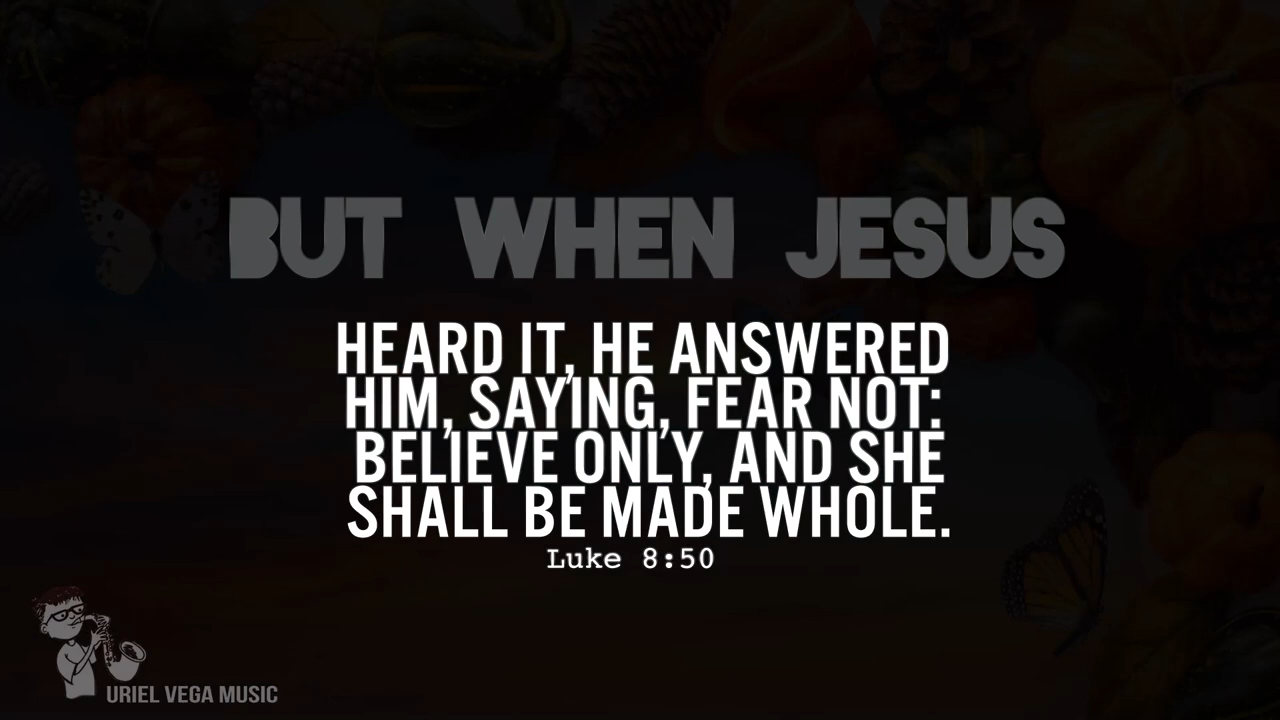 BUT WHEN JESUS
HEARD IT, HE ANSWERED
HIM, SAYING, FEAR NOT:
BELIEVE ONLY, AND SHE
SHALL BE MADE WHOLE.
Luke 8:50
URIEL VEGA MUSIC